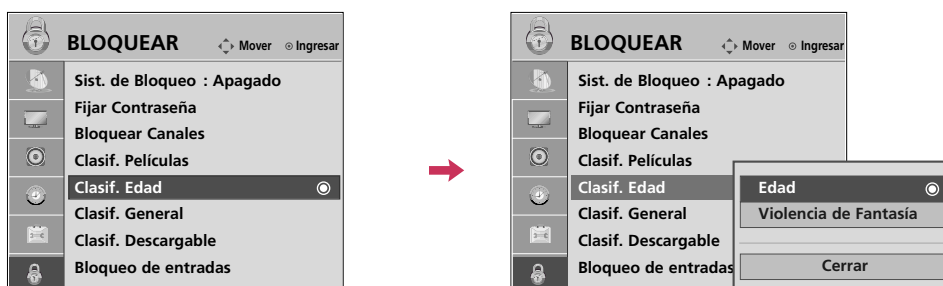 BLOQUEAR
Mover
Ingresar
Sist. de Bloqueo : Apagado
Fijar Contraseña
Bloquear Canales
Clasif. Películas
Clasif. Edad
Clasif. General
Clasif. Descargable
Bloqueo de entradas
BLOQUEAR
Mover
Ingresar
Sist. de Bloqueo : Apagado
Fijar Contraseña
Bloquear Canales
Clasif. Películas
Clasif. Edad
Clasif. General
Clasif. Descargable
Bloqueo de entradas
Edad
Violencia de Fantasía
Cerrar